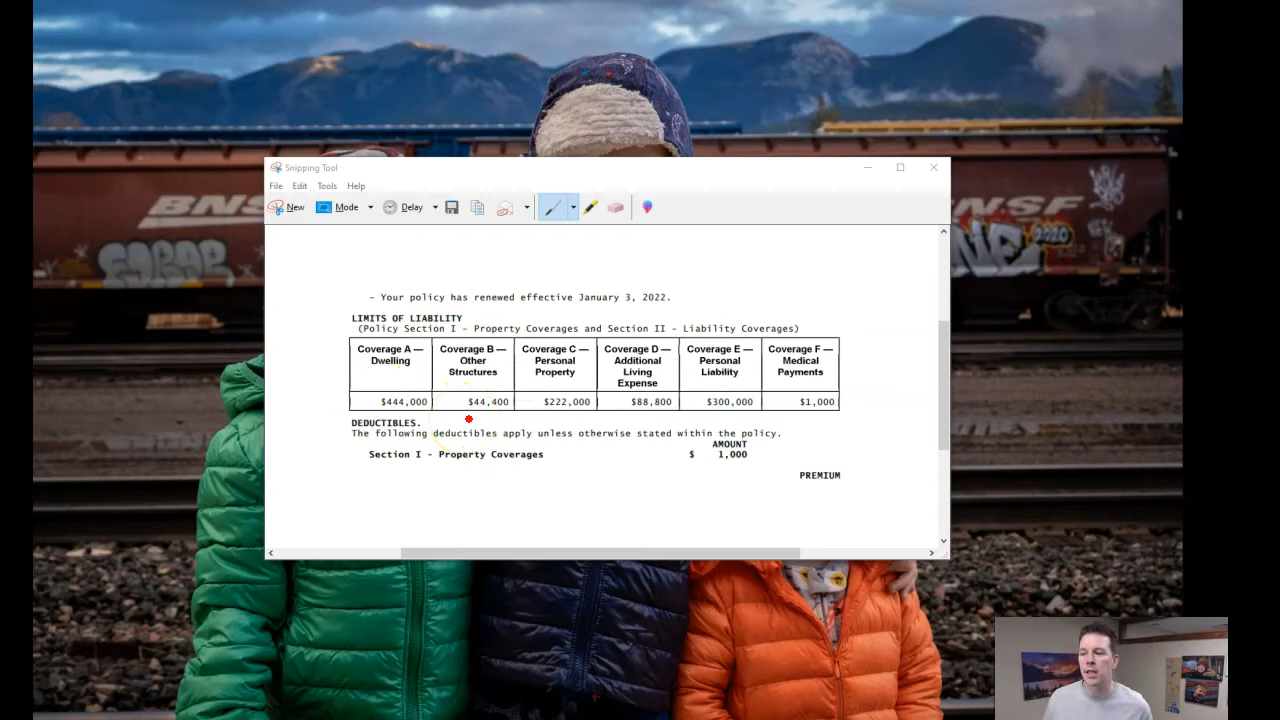 BNSF
BNSF
2020
Snipping Tool
File Edit Tools Help
New Mode Delay
- Your policy has renewed effective January 3, 2022.
LIMITS OF LIABILITY
(Policy Section I - Property Coverages and Section II - Liability Coverages)
Coverage A — Coverage B — Coverage C — Coverage D — Coverage E — Coverage F —
Dwelling Other Personal Additional Personal Medical
Structures Property Living Liability Payments
Expense
$444,000 $44,400 $222,000 $88,800 $300,000 $1,000
DEDUCTIBLES.
The following deductibles apply unless otherwise stated within the policy.
AMOUNT
Section I - Property Coverages $ 1,000
PREMIUM